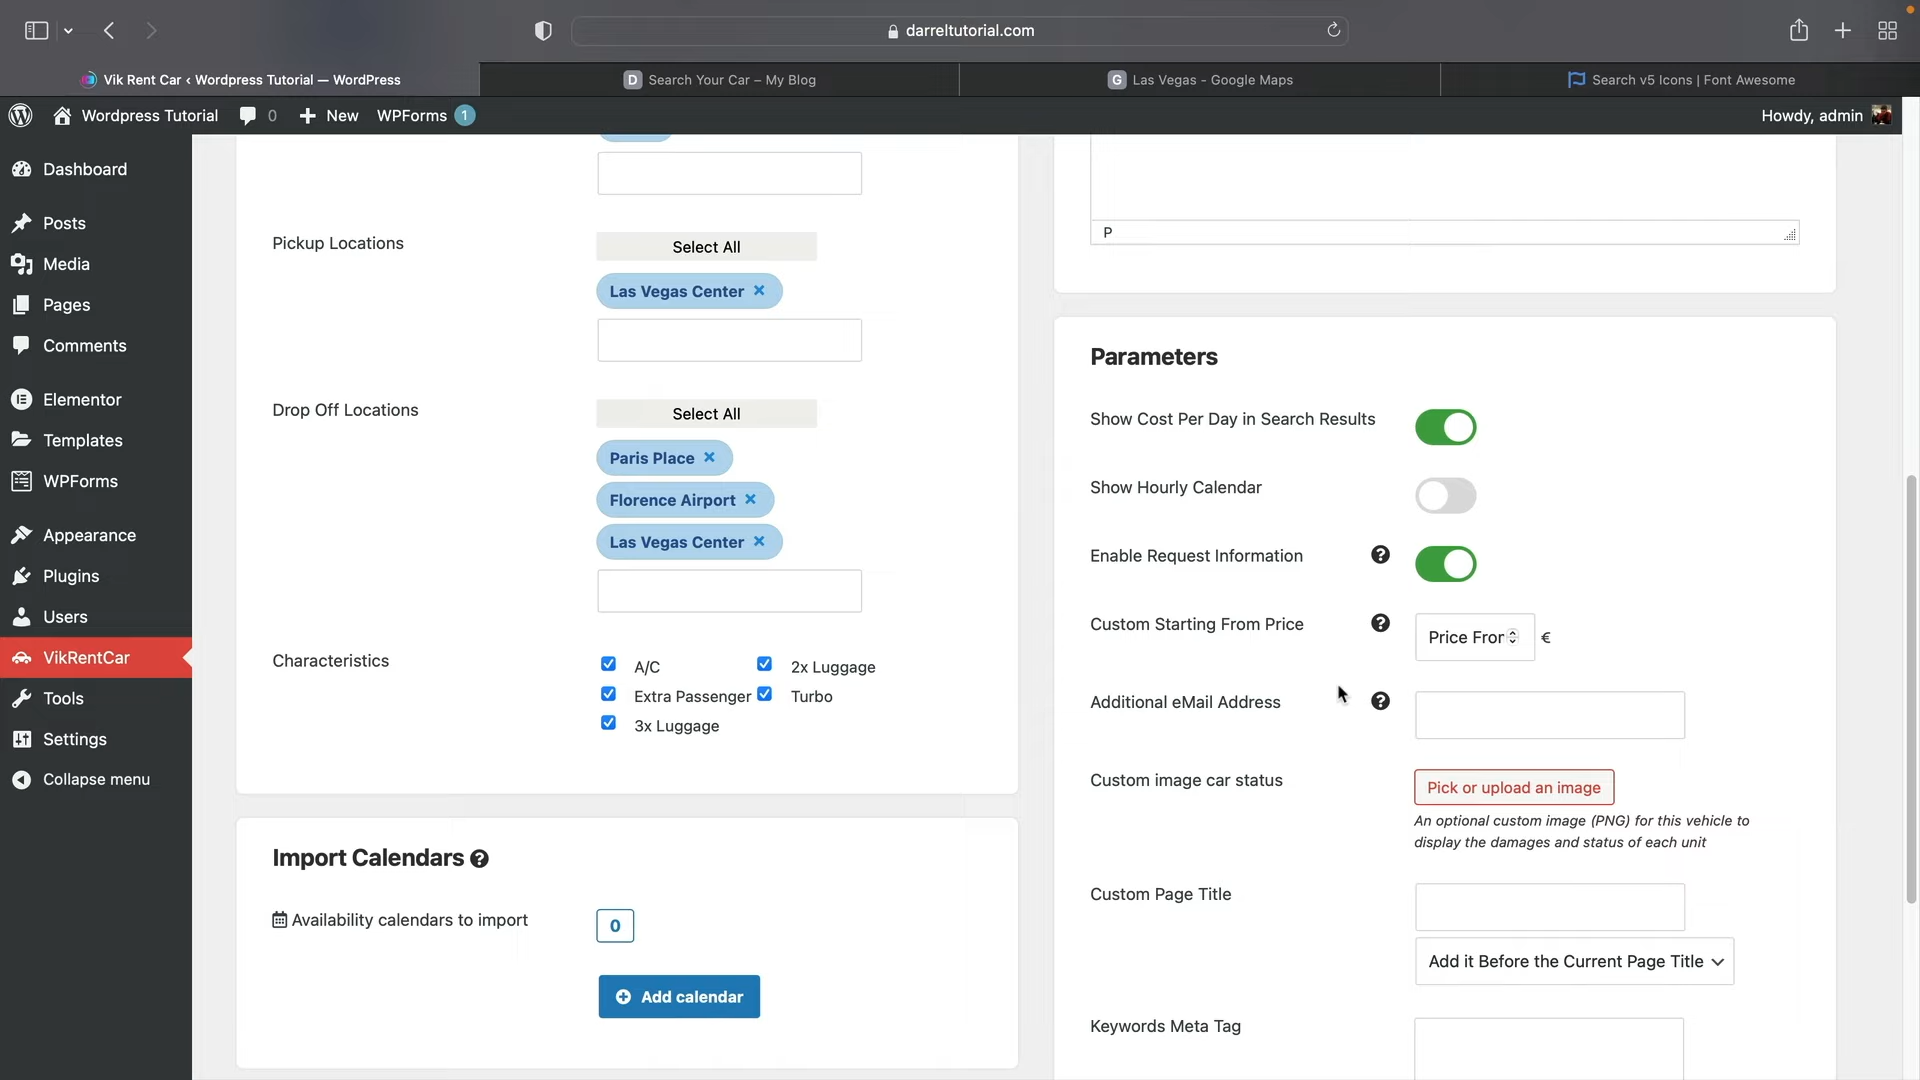 darreltutorial.com
Vik Rent Car < Wordpress Tutorial — WordPress
D Search Your Car – My Blog
G Las Vegas - Google Maps
Search v5 Icons | Font Awesome
Wordpress Tutorial
0
New
WPForms 1
Howdy, admin
Dashboard
Posts
Media
Pages
Comments
Elementor
Templates
WPForms
Appearance
Plugins
Users
VikRentCar
Tools
Settings
Collapse menu
Pickup Locations
Select All
Las Vegas Center ×
Drop Off Locations
Select All
Paris Place ×
Florence Airport ×
Las Vegas Center ×
Characteristics
A/C
2x Luggage
Extra Passenger
Turbo
3x Luggage
Import Calendars ?
Availability calendars to import
0
Add calendar
P
Parameters
Show Cost Per Day in Search Results
Show Hourly Calendar
Enable Request Information ?
Custom Starting From Price ?
Price Fror
€
Additional eMail Address ?
Custom image car status
Pick or upload an image
An optional custom image (PNG) for this vehicle to
display the damages and status of each unit
Custom Page Title
Add it Before the Current Page Title
Keywords Meta Tag